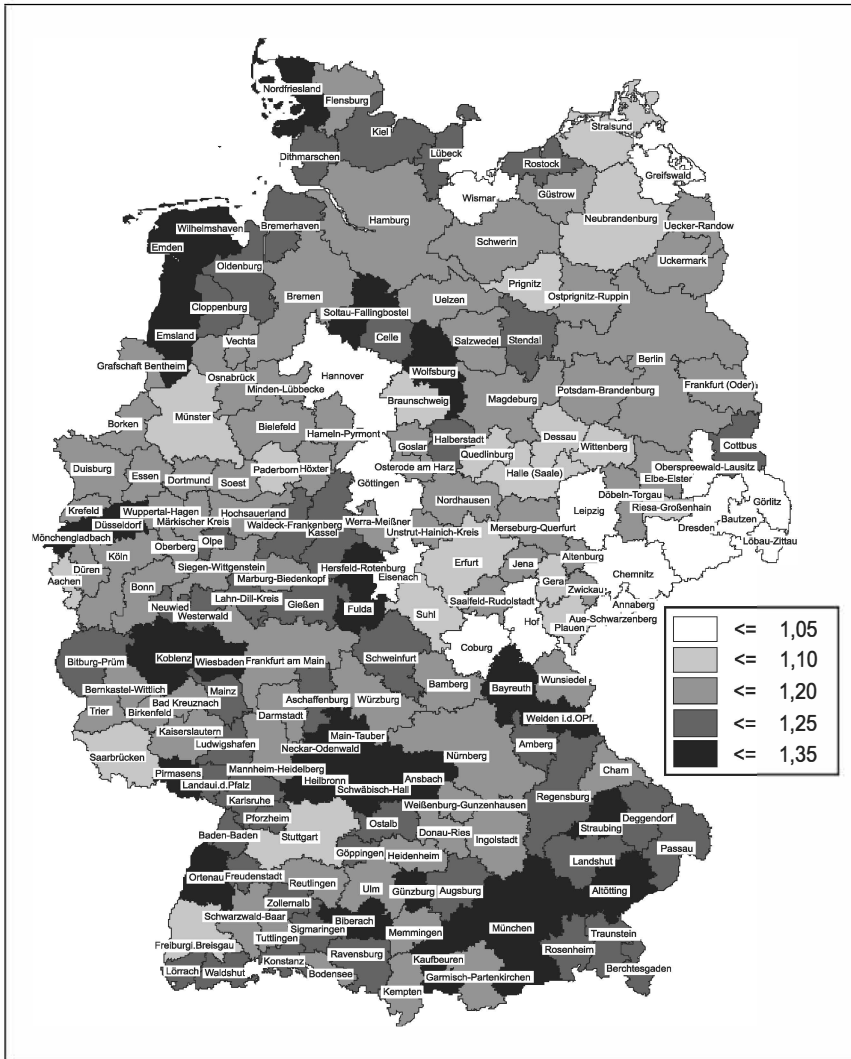 Nordfriesland
Flensburg
Kiel
Stralsund
Dithmarschen
Lübeck
Rostock
Greifswald
Wismar
Güstrow
Neubrandenburg
Hamburg
Bremerhaven
Wilhelmshaven
Uecker-Randow
Emden
Schwerin
Uckermark
Oldenburg
Prignitz
Bremen
Uelzen
Ostprignitz-Ruppin
Cloppenburg
Soltau-Fallingbostel
Emsland
Celle
Salzwedel
Stendal
Vechta
Berlin
Grafschaft Bentheim
Hannover
Wolfsburg
Osnabrück
Frankfurt (Oder)
Minden-Lübbecke
Potsdam-Brandenburg
Braunschweig
Magdeburg
Münster
Borken
Bielefeld
Hameln-Pyrmont
Dessau
Goslar
Halberstadt
Wittenberg
Cottbus
Quedlinburg
Duisburg
Essen
Paderborn
Höxter
Osterode am Harz
Halle (Saale)
Oberspreewald-Lausitz
Dortmund
Soest
Göttingen
Elbe-Elster
Nordhausen
Döbeln-Torgau
Görlitz
Krefeld
Wuppertal-Hagen
Hochsauerland
Leipzig
Riesa-Großenhain
Düsseldorf
Märkischer Kreis
Waldeck-Frankenberg
Werra-Meißner
Merseburg-Querfurt
Bautzen
Mönchengladbach
Olpe
Kassel
Unstrut-Hainich-Kreis
Dresden
Löbau-Zittau
Oberberg
Köln
Altenburg
Düren
Siegen-Wittgenstein
Hersfeld-Rotenburg
Erfurt
Jena
Aachen
Marburg-Biedenkopf
Eisenach
Gera
Chemnitz
Bonn
Zwickau
Lahn-Dill-Kreis
Saalfeld-Rudolstadt
Annaberg
Neuwied
Gießen
Fulda
Suhl
Hof
Aue-Schwarzenberg
Westerwald
Plauen
Coburg
Koblenz
Bitburg-Prüm
Wiesbaden
Frankfurt am Main
Schweinfurt
Wunsiedel
Bamberg
Bayreuth
Bernkastel-Wittlich
Mainz
Aschaffenburg
Würzburg
Bad Kreuznach
Trier
Birkenfeld
Darmstadt
Weiden i.d.OPf.
Kaiserslautern
Main-Tauber
Ludwigshafen
Neckar-Odenwald
Amberg
Saarbrücken
Nürnberg
Cham
Pirmasens
Mannheim-Heidelberg
Landaui.d.Pfalz
Heilbronn
Ansbach
Schwäbisch-Hall
Regensburg
Karlsruhe
Weißenburg-Gunzenhausen
Pforzheim
Ostalb
Deggendorf
Baden-Baden
Donau-Ries
Straubing
Stuttgart
Ingolstadt
Passau
Göppingen
Heidenheim
Landshut
Ortenau
Freudenstadt
Reutlingen
Ulm
Günzburg
Augsburg
Altötting
Zollernalb
Schwarzwald-Baar
Biberach
München
Sigmaringen
Memmingen
Traunstein
Freiburgi.Breisgau
Tuttlingen
Rosenheim
Ravensburg
Kaufbeuren
Lörrach
Waldshut
Konstanz
Berchtesgaden
Bodensee
Garmisch-Partenkirchen
Kempten
<= 1,05
<= 1,10
<= 1,20
<= 1,25
<= 1,35